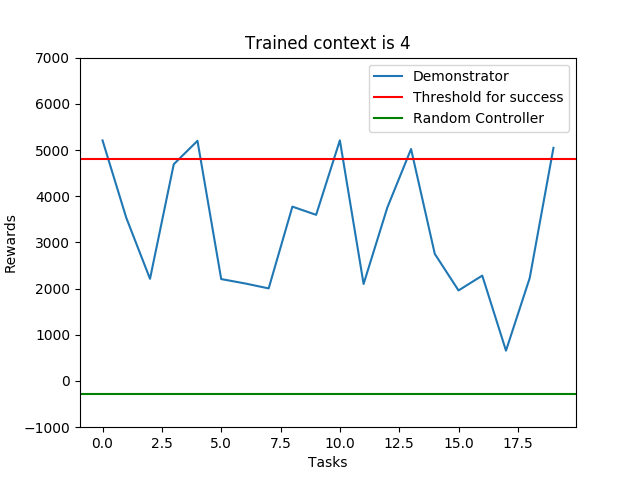 Trained context is 4
7000
6000
5000
4000
3000
2000
1000
0
−1000
Rewards
Demonstrator
Threshold for success
Random Controller
0.0 2.5 5.0 7.5 10.0 12.5 15.0 17.5
Tasks